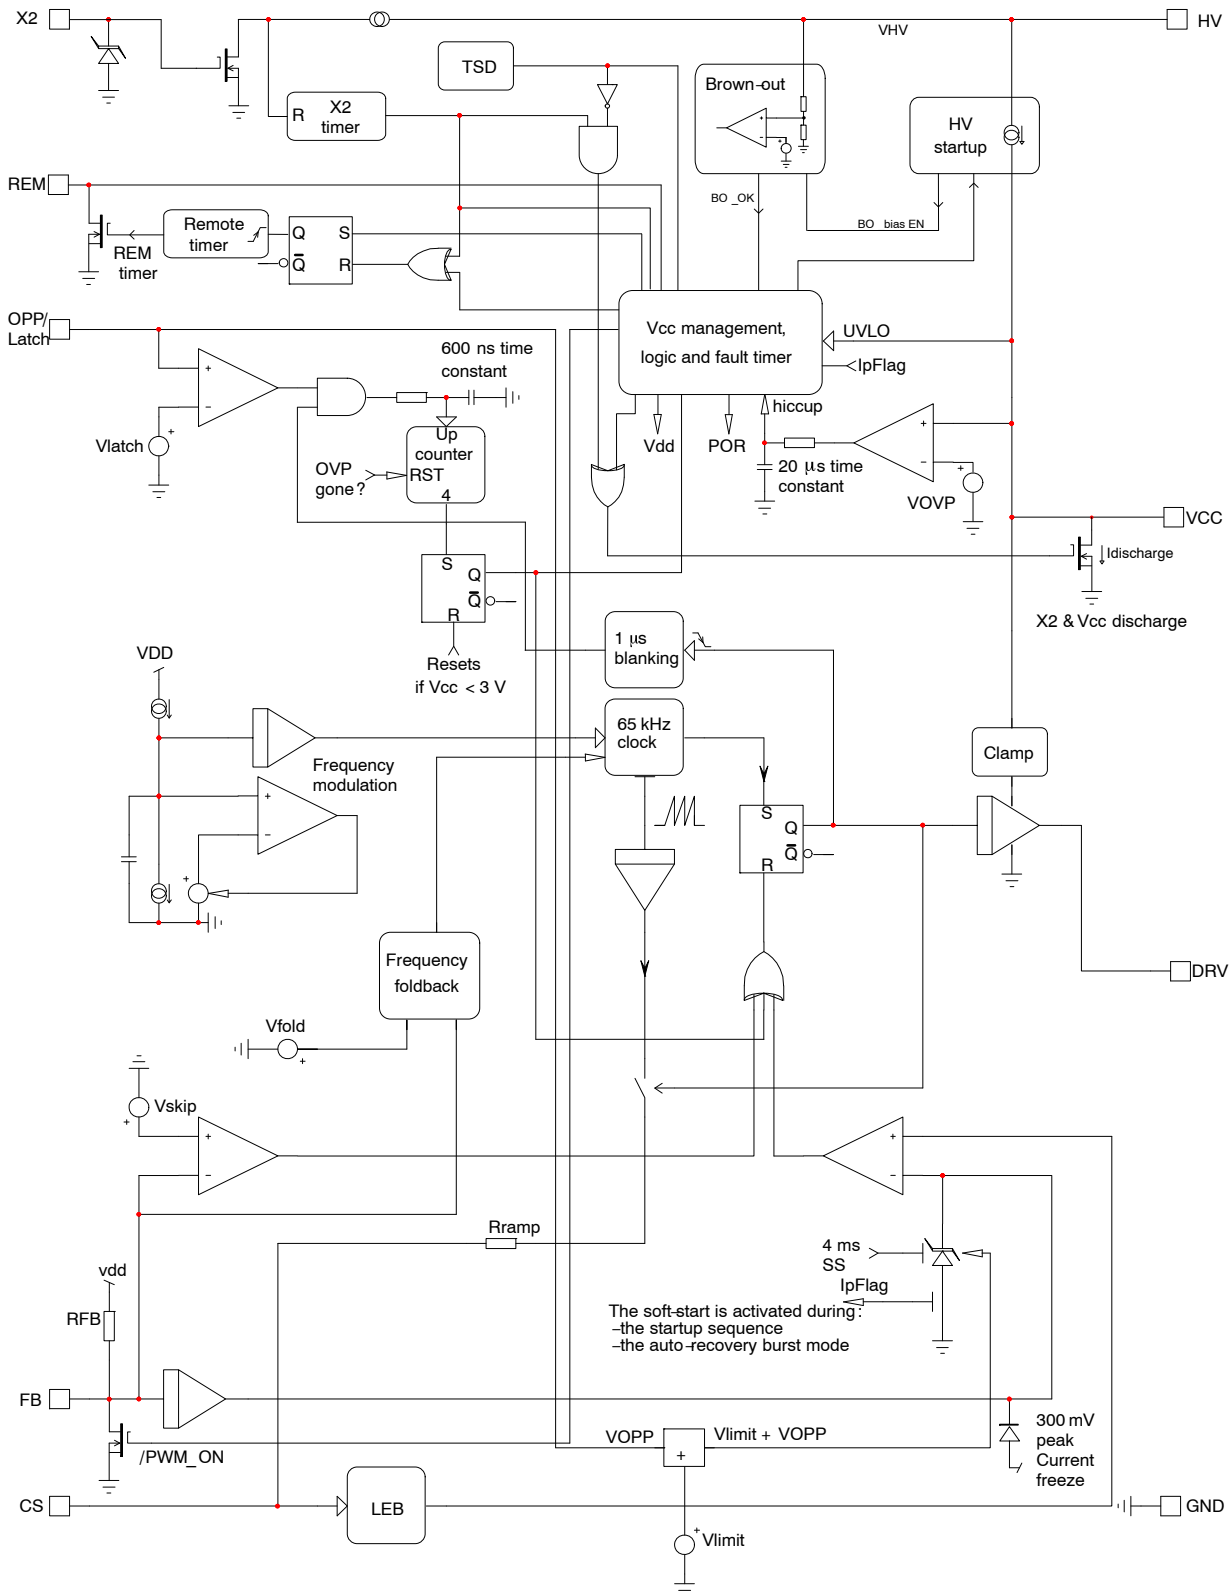 X2
HV
VHV
TSD
Brown-out
+
–
+
R
X2
timer
HV
startup
REM
BO _OK
BO bias EN
REM
timer
Remote
timer
Q
Q
S
R
OPP/
Latch
Vcc management,
logic and fault timer
UVLO
IpFlag
600 ns time
constant
+
–
Vlatch
+
hiccup
Vdd
POR
20 μs time
constant
+
–
+
VOVP
Up
counter
RST
4
OVP
gone?
VCC
Idischarge
X2 & Vcc discharge
S
Q
Q
R
Resets
if Vcc < 3 V
1 μs
blanking
VDD
65 kHz
clock
Clamp
Frequency
modulation
+
–
+
S
Q
Q
R
DRV
Frequency
foldback
Vfold
+
Vskip
+
+
–
+
–
Rramp
4 ms
SS
IpFlag
The soft-start is activated during:
–the startup sequence
–the auto-recovery burst mode
vdd
RFB
FB
/PWM_ON
VOPP
+
Vlimit + VOPP
300 mV
peak
Current
freeze
CS
LEB
GND
+
Vlimit